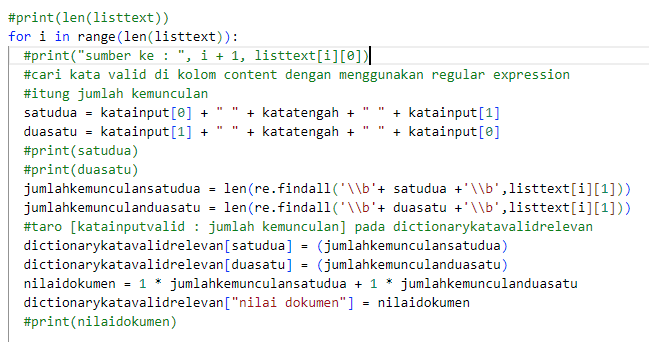 #print(len(listtext))
for i in range(len(listtext)):
#print("sumber ke : ", i + 1, listtext[i][0])
#cari kata valid di kolom content dengan menggunakan regular expression
#itung jumlah kemunculan
satudua = katainput[0] + " " + katatengah + " " + katainput[1]
duasatu = katainput[1] + " " + katatengah + " " + katainput[0]
#print(satudua)
#print(duasatu)
jumlahkemunculansatudua = len(re.findall('\\b'+ satudua +'\\b',listtext[i][1]))
jumlahkemunculanduasatu = len(re.findall('\\b'+ duasatu +'\\b',listtext[i][1]))
#taro [katainputvalid : jumlah kemunculan] pada dictionarykatavalidrelevan
dictionarykatavalidrelevan[satudua] = (jumlahkemunculansatudua)
dictionarykatavalidrelevan[duasatu] = (jumlahkemunculanduasatu)
nilaidokumen = 1 * jumlahkemunculansatudua + 1 * jumlahkemunculanduasatu
dictionarykatavalidrelevan["nilai dokumen"] = nilaidokumen
#print(nilaidokumen)